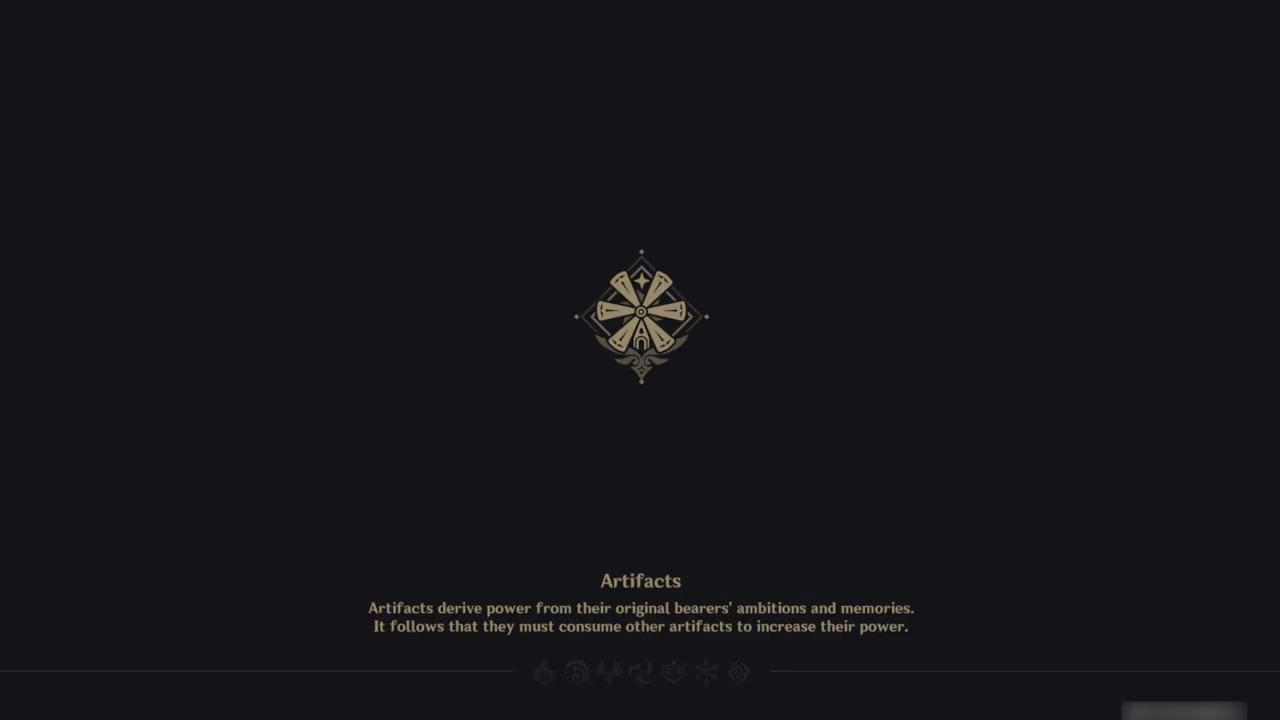 Artifacts
Artifacts derive power from their original bearers' ambitions and memories.
It follows that they must consume other artifacts to increase their power.